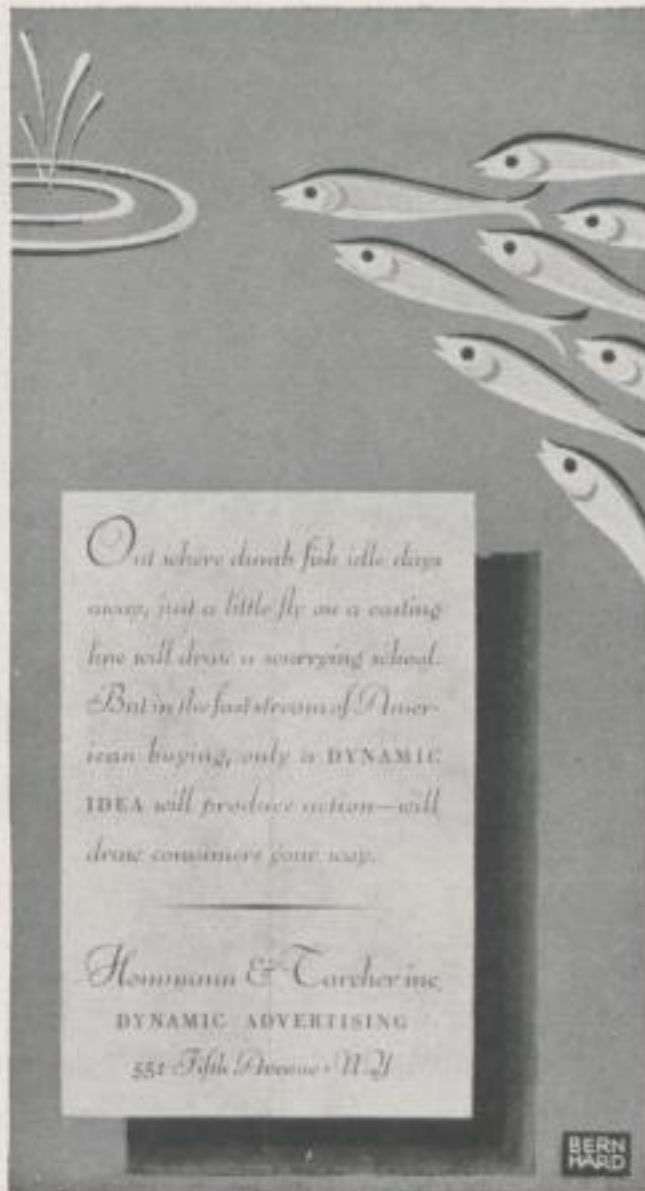 Out where dumb fish idle days
away, just a little fly on a casting
line will draw a scurrying school.
But in the fast stream of Amer-
ican buying, only a DYNAMIC
IDEA will produce action—will
draw consumers your way.
Hommann & Tarcher inc.
DYNAMIC ADVERTISING
551 Fifth Avenue · N.Y.
BERN
HARD